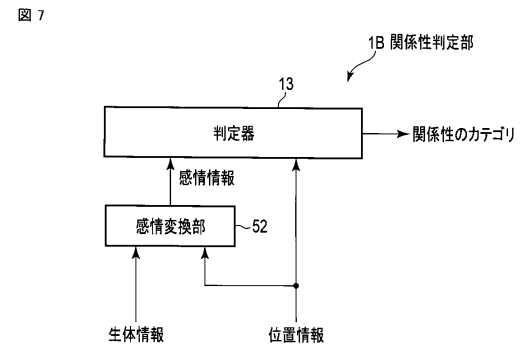 図 7
1B 関係性判定部
13
判定器
関係性のカテゴリ
感情情報
感情変換部
52
生体情報
位置情報